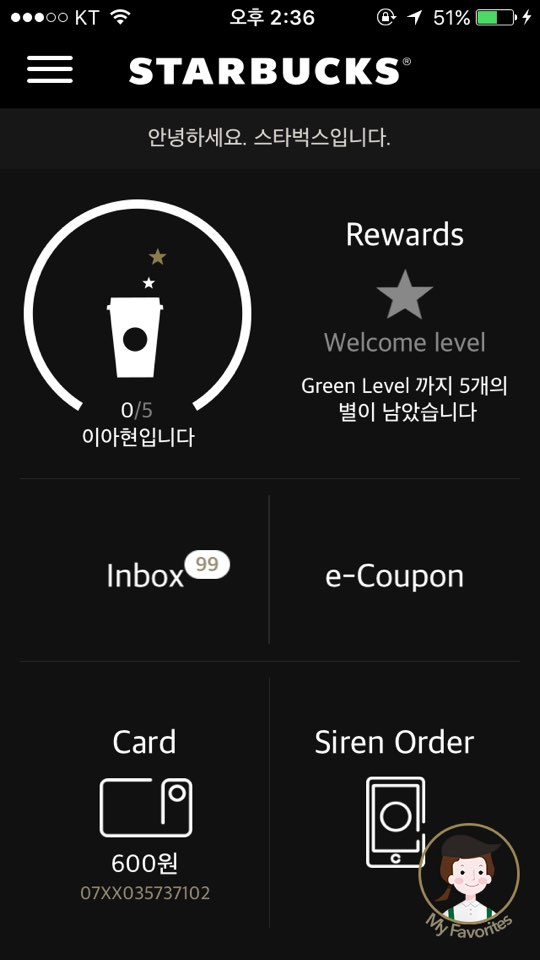 KT 오후 2:36 51%
STARBUCKS®
안녕하세요. 스타벅스입니다.
0/5
이아현입니다
Rewards
Welcome level
Green Level 까지 5개의
별이 남았습니다
Inbox 99
e-Coupon
Card
600원
07XX035737102
Siren Order
My Favorites